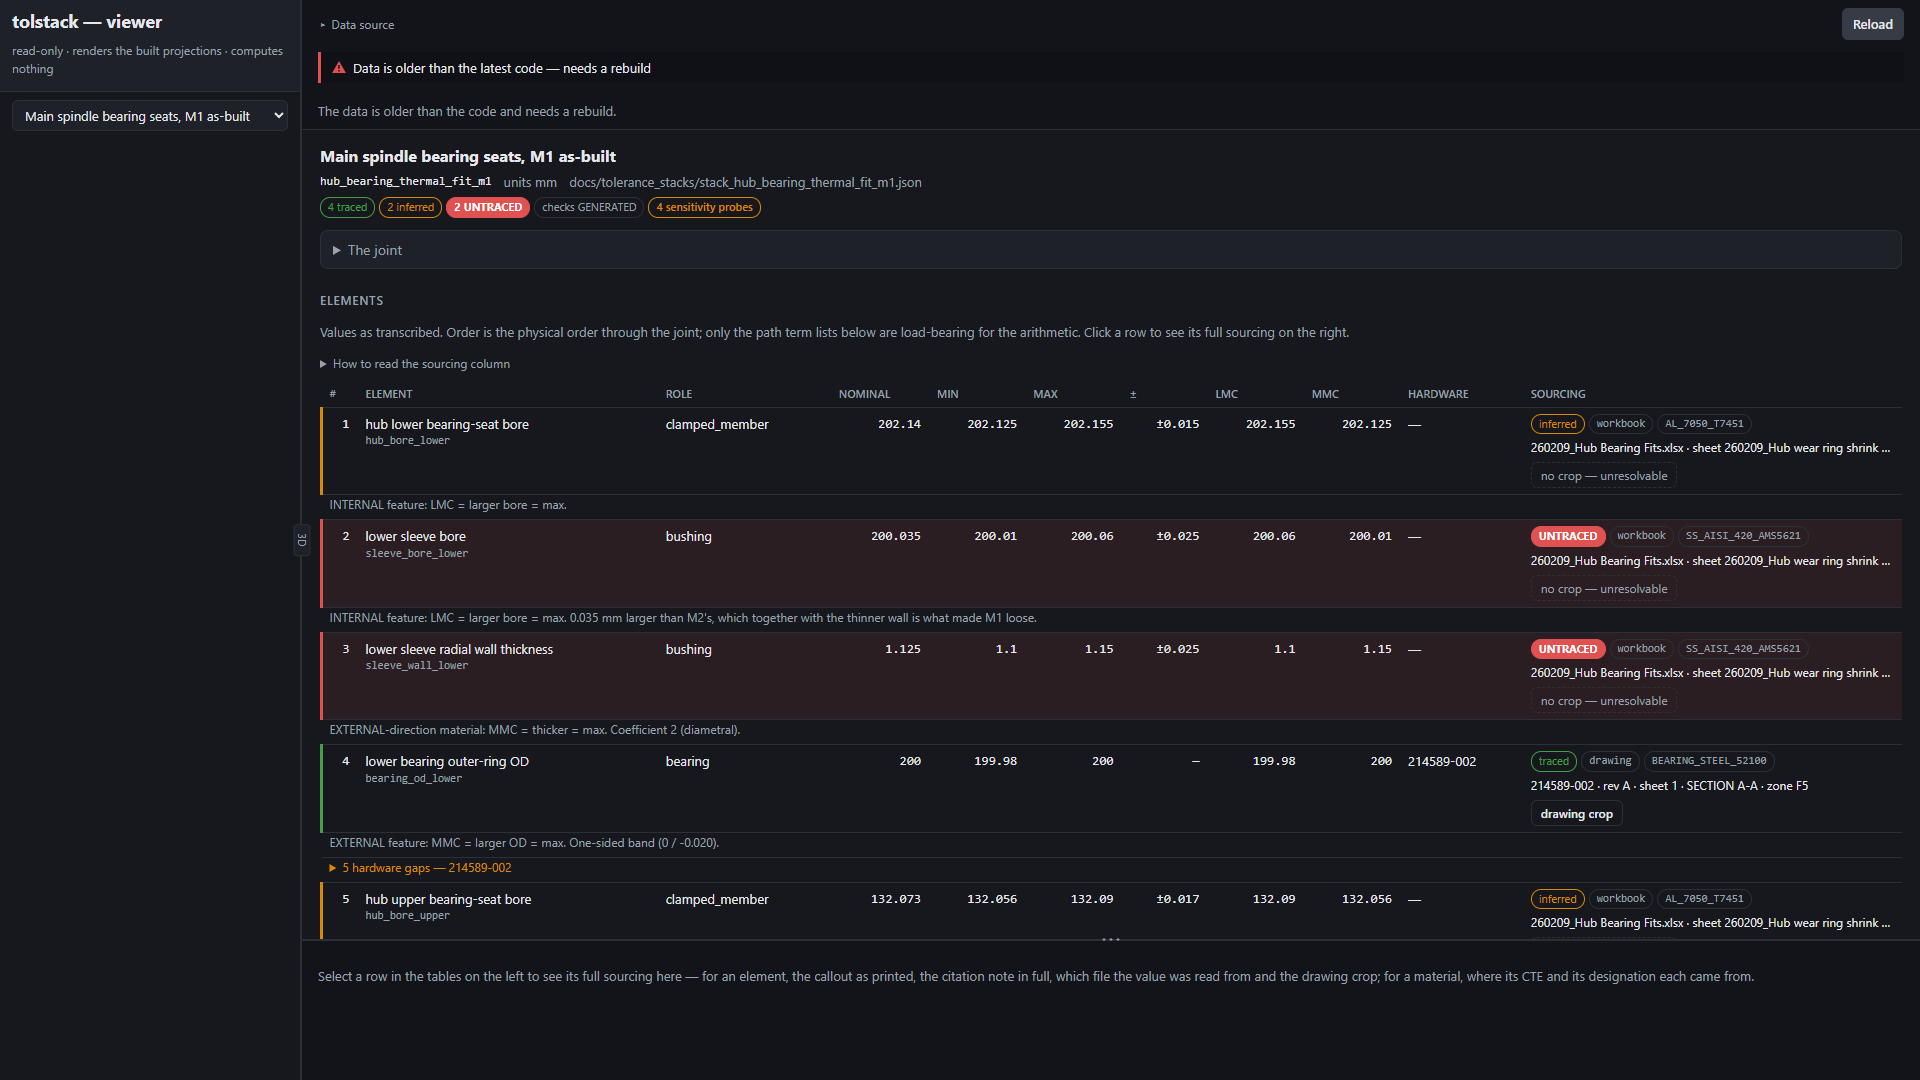 tolstack — viewer
read-only · renders the built projections · computes
nothing
Main spindle bearing seats, M1 as-built
Data source
Reload
Data is older than the latest code — needs a rebuild
The data is older than the code and needs a rebuild.
Main spindle bearing seats, M1 as-built
hub_bearing_thermal_fit_m1 units mm docs/tolerance_stacks/stack_hub_bearing_thermal_fit_m1.json
4 traced 2 inferred 2 UNTRACED checks GENERATED 4 sensitivity probes
The joint
ELEMENTS
Values as transcribed. Order is the physical order through the joint; only the path term lists below are load-bearing for the arithmetic. Click a row to see its full sourcing on the right.
How to read the sourcing column
# ELEMENT ROLE NOMINAL MIN MAX ± LMC MMC HARDWARE SOURCING
1 hub lower bearing-seat bore clamped_member 202.14 202.125 202.155 ±0.015 202.155 202.125 — inferred workbook AL_7050_T7451
hub_bore_lower
260209_Hub Bearing Fits.xlsx · sheet 260209_Hub wear ring shrink ...
no crop — unresolvable
INTERNAL feature: LMC = larger bore = max.
2 lower sleeve bore bushing 200.035 200.01 200.06 ±0.025 200.06 200.01 — UNTRACED workbook SS_AISI_420_AMS5621
sleeve_bore_lower
260209_Hub Bearing Fits.xlsx · sheet 260209_Hub wear ring shrink ...
no crop — unresolvable
3D
INTERNAL feature: LMC = larger bore = max. 0.035 mm larger than M2's, which together with the thinner wall is what made M1 loose.
3 lower sleeve radial wall thickness bushing 1.125 1.1 1.15 ±0.025 1.1 1.15 — UNTRACED workbook SS_AISI_420_AMS5621
sleeve_wall_lower
260209_Hub Bearing Fits.xlsx · sheet 260209_Hub wear ring shrink ...
no crop — unresolvable
EXTERNAL-direction material: MMC = thicker = max. Coefficient 2 (diametral).
4 lower bearing outer-ring OD bearing 200 199.98 200 — 199.98 200 214589-002 traced drawing BEARING_STEEL_52100
bearing_od_lower
214589-002 · rev A · sheet 1 · SECTION A-A · zone F5
drawing crop
EXTERNAL feature: MMC = larger OD = max. One-sided band (0 / -0.020).
5 hardware gaps — 214589-002
5 hub upper bearing-seat bore clamped_member 132.073 132.056 132.09 ±0.017 132.09 132.056 — inferred workbook AL_7050_T7451
hub_bore_upper
260209_Hub Bearing Fits.xlsx · sheet 260209_Hub wear ring shrink ...
Select a row in the tables on the left to see its full sourcing here — for an element, the callout as printed, the citation note in full, which file the value was read from and the drawing crop; for a material, where its CTE and its designation each came from.